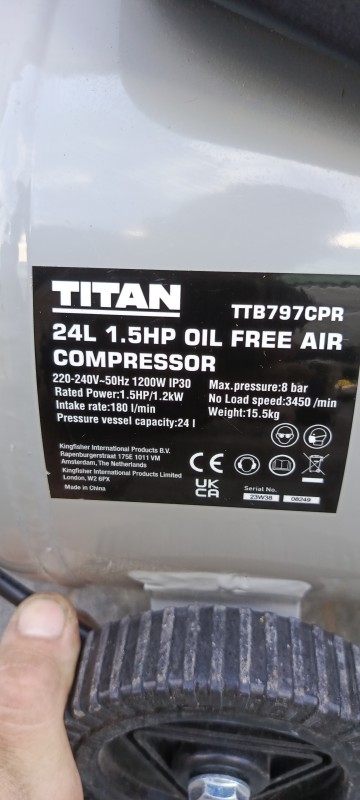 TITAN
TTB797CPR
24L 1.5HP OIL FREE AIR
COMPRESSOR
220-240V~50Hz 1200W IP30
Rated Power:1.5HP/1.2kW
Intake rate:180 l/min
Pressure vessel capacity:24 l
Max.pressure:8 bar
No Load speed:3450 /min
Weight:15.5kg
Kingfisher International Products B.V.
Rapenburgerstraat 175E 1011 VM
Amsterdam, The Netherlands
Kingfisher International Products Limited
London, W2 6PX
Made in China
CE
UK
CA
Serial No.
23W38 08249